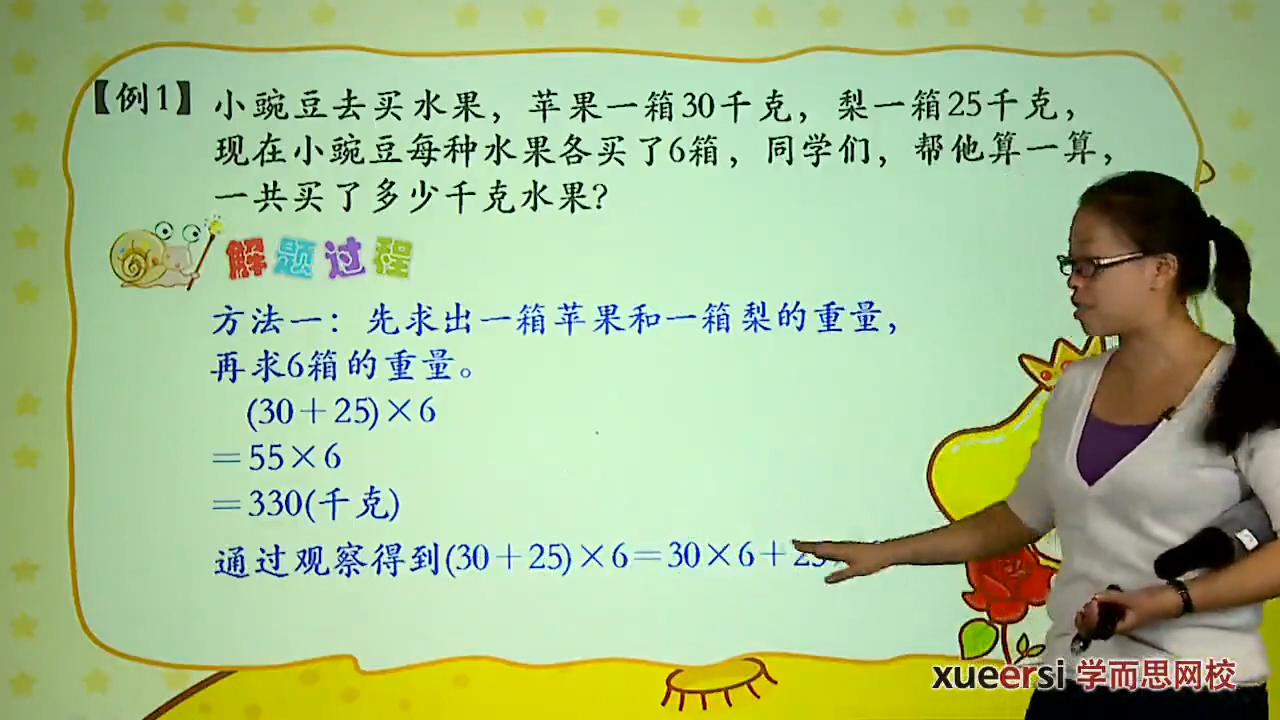 【例1】小豌豆去买水果，苹果一箱30千克，梨一箱25千克，
现在小豌豆每种水果各买了6箱，同学们，帮他算一算，
一共买了多少千克水果？
解题过程
方法一：先求出一箱苹果和一箱梨的重量，
再求6箱的重量。
(30＋25)×6
＝55×6
＝330(千克)
通过观察得到(30＋25)×6＝30×6＋25
xueersi 学而思网校